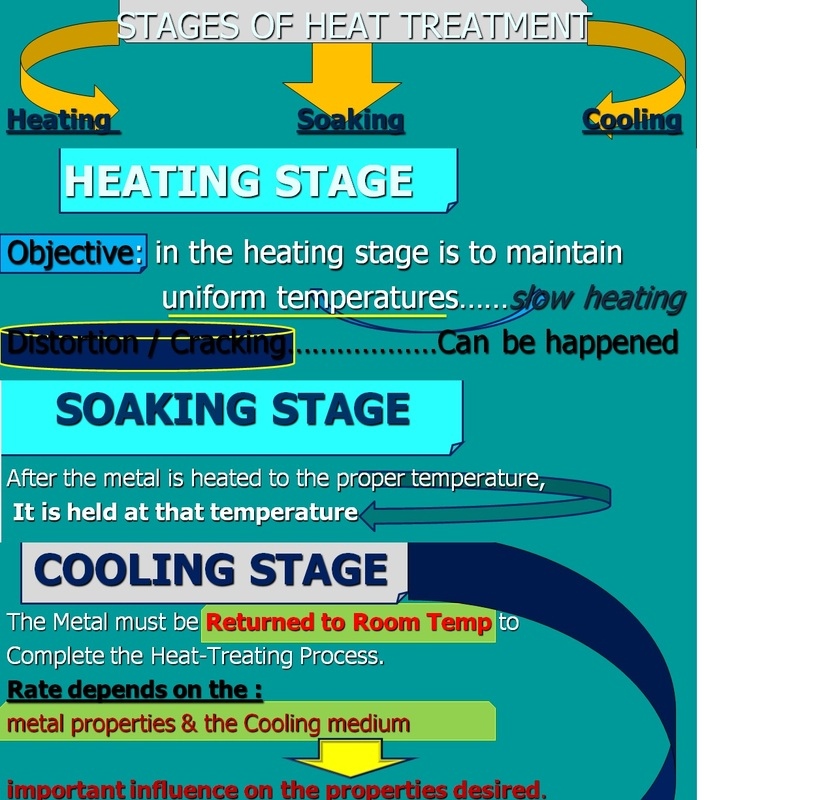 STAGES OF HEAT TREATMENT
Heating Soaking Cooling
HEATING STAGE
Objective: in the heating stage is to maintain
uniform temperatures......slow heating
Distortion / Cracking..................Can be happened
SOAKING STAGE
After the metal is heated to the proper temperature,
It is held at that temperature
COOLING STAGE
The Metal must be Returned to Room Temp to
Complete the Heat-Treating Process.
Rate depends on the :
metal properties & the Cooling medium
important influence on the properties desired.